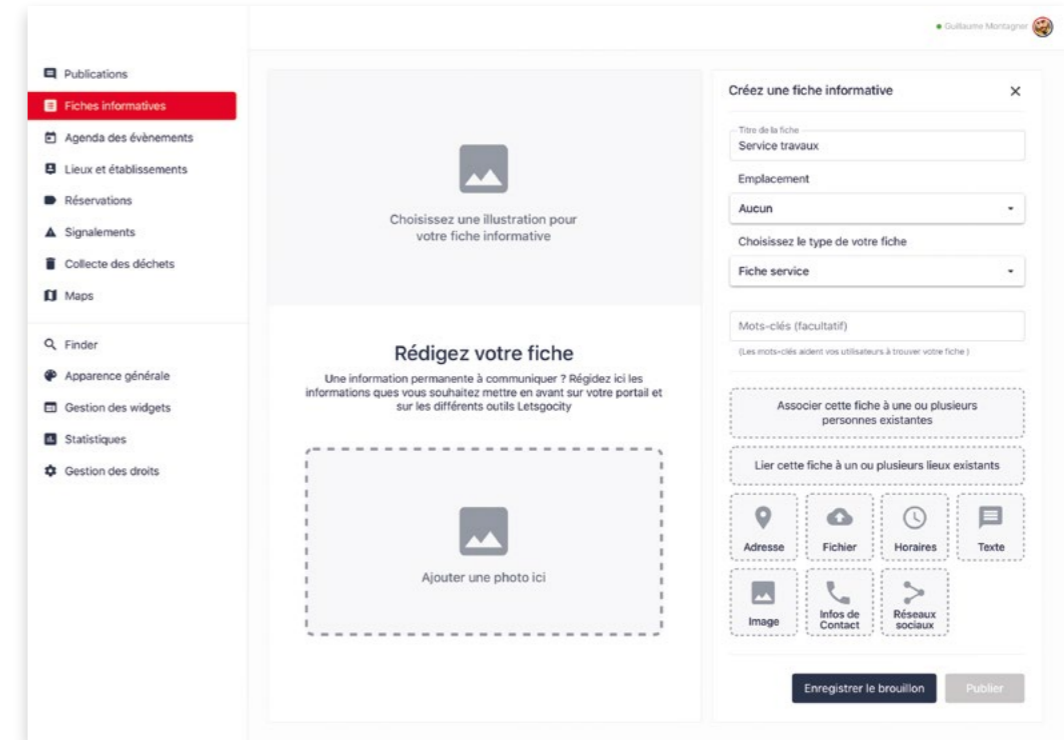 Guillaume Montagner
Publications
Fiches informatives
Agenda des évènements
Lieux et établissements
Réservations
Signalements
Collecte des déchets
Maps
Finder
Apparence générale
Gestion des widgets
Statistiques
Gestion des droits
Choisissez une illustration pour
votre fiche informative
Rédigez votre fiche
Une information permanente à communiquer ? Régidez ici les
informations ques vous souhaitez mettre en avant sur votre portail et
sur les différents outils Letsgocity
Ajouter une photo ici
Créez une fiche informative
Titre de la fiche
Service travaux
Emplacement
Aucun
Choisissez le type de votre fiche
Fiche service
Mots-clés (facultatif)
(Les mots-clés aident vos utilisateurs à trouver votre fiche )
Associer cette fiche à une ou plusieurs
personnes existantes
Lier cette fiche à un ou plusieurs lieux existants
Adresse
Fichier
Horaires
Texte
Image
Infos de
Contact
Réseaux
sociaux
Enregistrer le brouillon
Publier